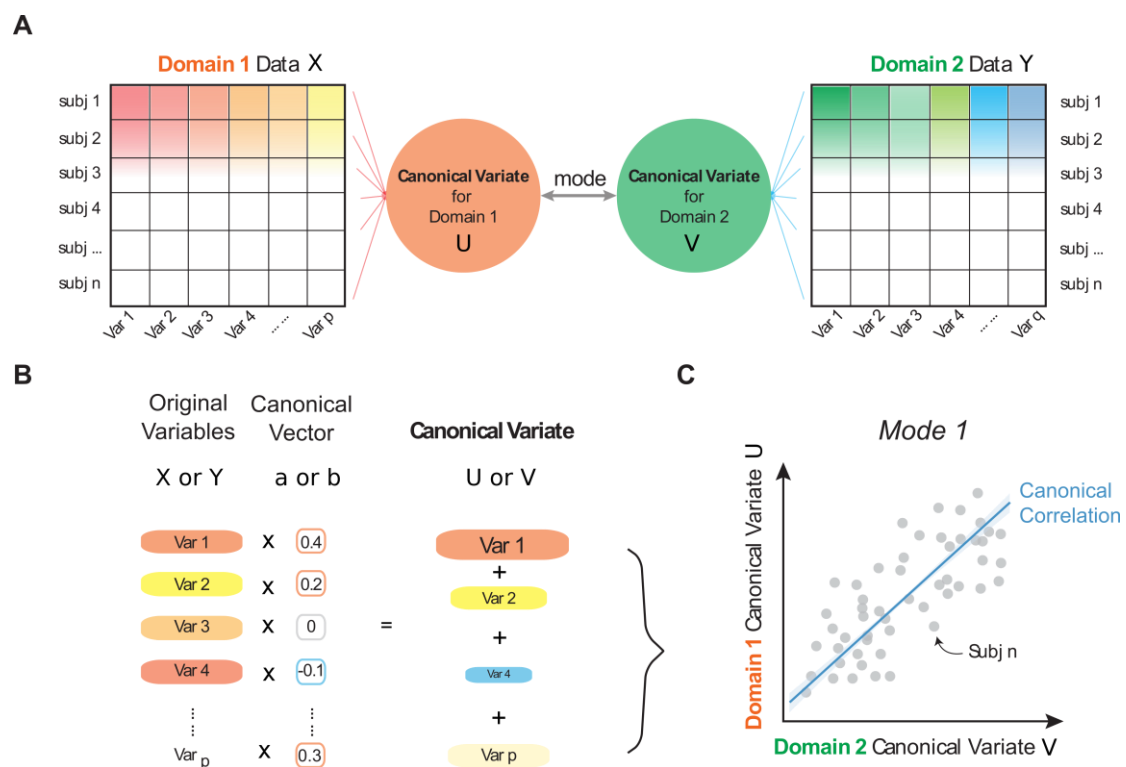 A
Domain 1 Data X
subj 1
subj 2
subj 3
subj 4
subj ...
subj n
Var 1
Var 2
Var 3
Var 4
... ...
Var p
Canonical Variate
for
Domain 1
U
mode
Canonical Variate
for
Domain 2
V
Domain 2 Data Y
subj 1
subj 2
subj 3
subj 4
subj ...
subj n
Var 1
Var 2
Var 3
Var 4
... ...
Var q
B
Original
Variables
X or Y
Canonical
Vector
a or b
Canonical Variate
U or V
Var 1 x 0.4
Var 2 x 0.2
Var 3 x 0
Var 4 x -0.1
Var p x 0.3
=
Var 1
+
Var 2
+
Var 4
+
Var p
C
Mode 1
Domain 1 Canonical Variate U
Canonical
Correlation
Subj n
Domain 2 Canonical Variate V